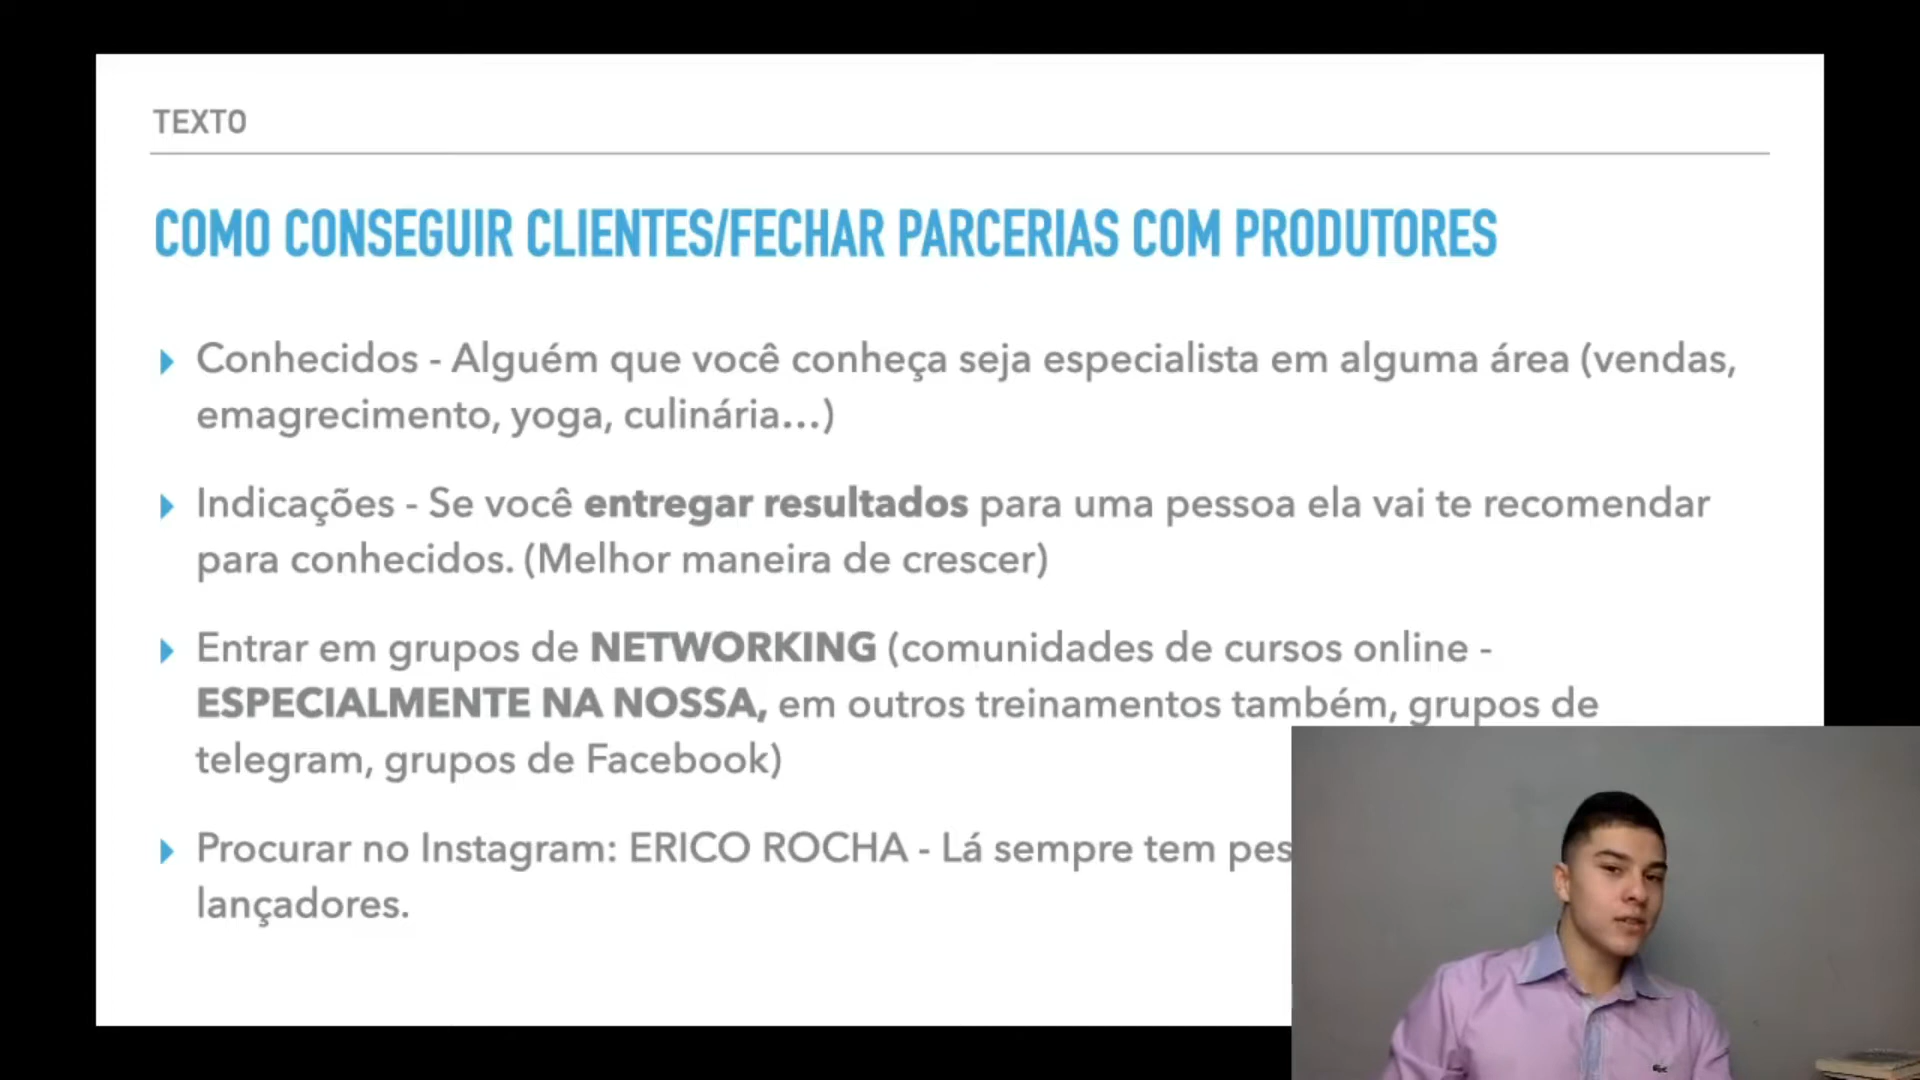 TEXTO
COMO CONSEGUIR CLIENTES/FECHAR PARCERIAS COM PRODUTORES
Conhecidos - Alguém que você conheça seja especialista em alguma área (vendas,
emagrecimento, yoga, culinária...)
Indicações - Se você entregar resultados para uma pessoa ela vai te recomendar
para conhecidos. (Melhor maneira de crescer)
Entrar em grupos de NETWORKING (comunidades de cursos online -
ESPECIALMENTE NA NOSSA, em outros treinamentos também, grupos de
telegram, grupos de Facebook)
Procurar no Instagram: ERICO ROCHA - Lá sempre tem
lançadores.